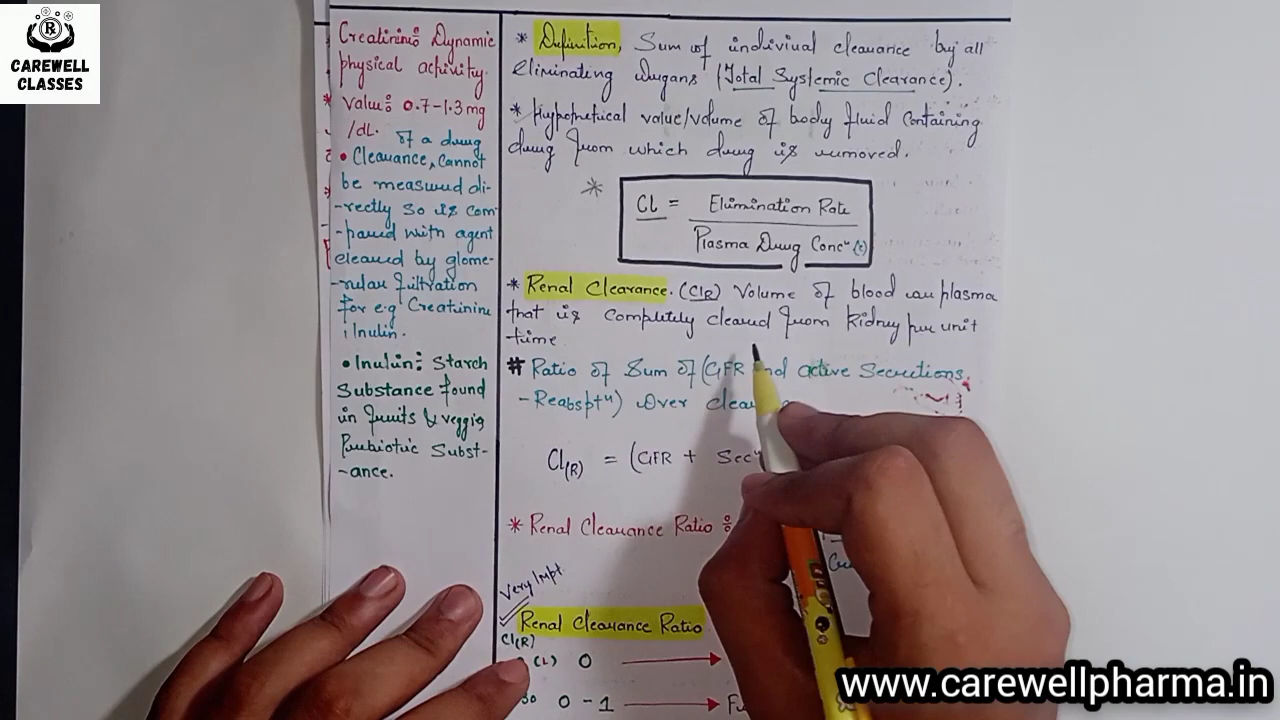 CAREWELL
CLASSES
Creatinine: Dynamic
physical activity.
* Value: 0.7-1.3 mg
/dL.
of a drug
• Clearance, cannot
be measured di-
-rectly so is com
-pared with agent
cleared by glome-
-rular filtration
for e.g Creatinine
, Inulin.
• Inulin: Starch
Substance found
in fruits & veggis
Prebiotic Subst-
-ance.
* Definition, Sum of indiviual clearance by all
eliminating organs (Total Systemic Clearance).
* Hypothetical value/volume of body fluid containing
drug from which drug is removed.
* Cl = Elimination Rate
Plasma Drug Concⁿ (c)
* Renal Clearance. (Cl(R)) Volume of blood or plasma
that is completely cleared from kidney per unit
time
# Ratio of Sum of (GFR and active Secretions
- Reabsptⁿ) Over
Cl(R) = (GFR + Secⁿ
* Renal Clearance Ratio :
Very Impt.
Renal Clearance Ratio
Cl(R)
0
0 - 1
www.carewellpharma.in